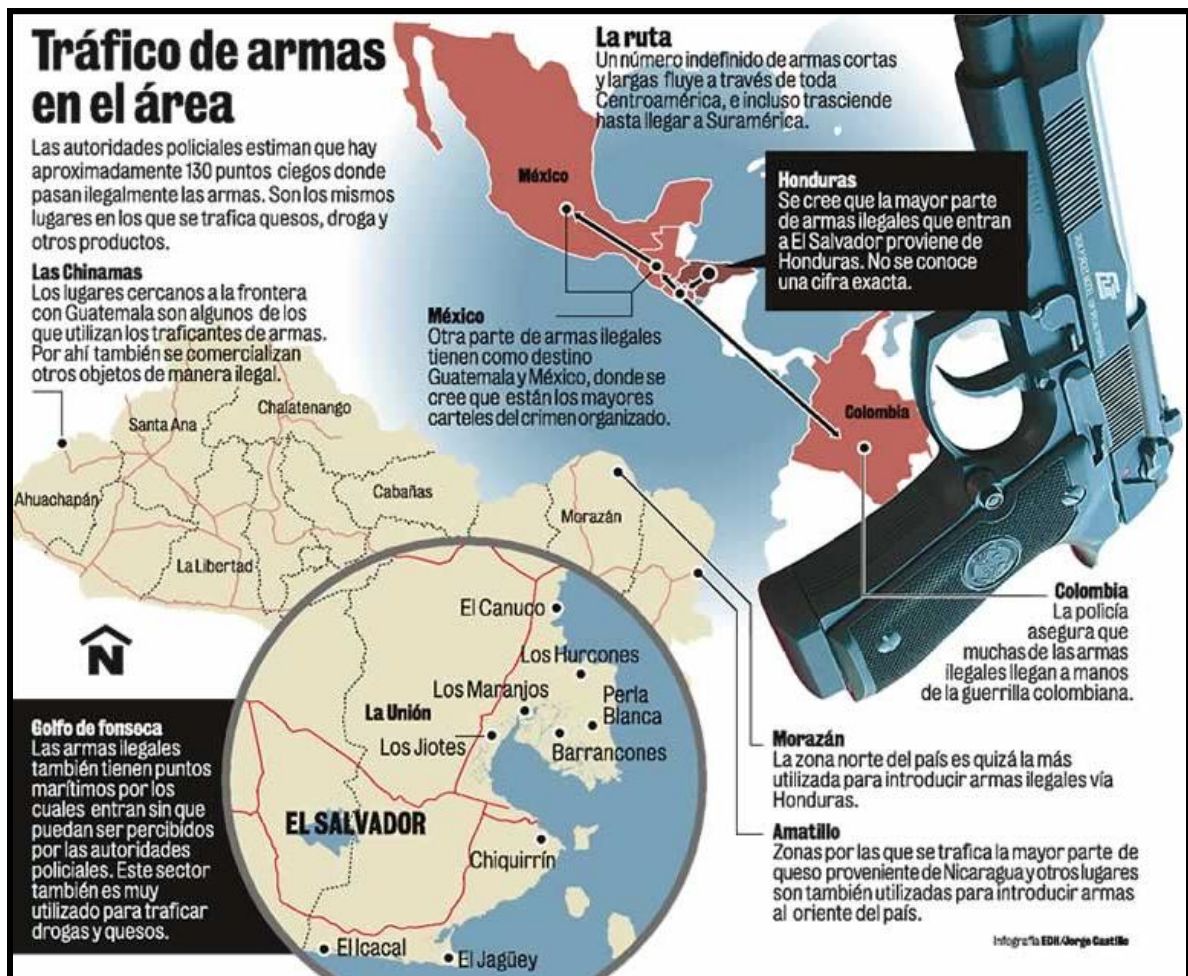 Tráfico de armas
en el área
Las autoridades policiales estiman que hay
aproximadamente 130 puntos ciegos donde
pasan ilegalmente las armas. Son los mismos
lugares en los que se trafica quesos, droga y
otros productos.
La ruta
Un número indefinido de armas cortas
y largas fluye a través de toda
Centroamérica, e incluso trasciende
hasta llegar a Suramérica.
México
Honduras
Se cree que la mayor parte
de armas ilegales que entran
a El Salvador proviene de
Honduras. No se conoce
una cifra exacta.
Las Chinamas
Los lugares cercanos a la frontera
con Guatemala son algunos de los
que utilizan los traficantes de armas.
Por ahí también se comercializan
otros objetos de manera ilegal.
México
Otra parte de armas ilegales
tienen como destino
Guatemala y México, donde se
cree que están los mayores
carteles del crimen organizado.
Colombia
Santa Ana
Chalatenango
Ahuachapán
Cabañas
Morazán
La Libertad
Colombia
La policía
asegura que
muchas de las armas
ilegales llegan a manos
de la guerrilla colombiana.
N
El Canuco
Los Hurcones
Los Maranjos
Perla
Blanca
La Unión
Los Jiotes
Barrancones
EL SALVADOR
Chiquirrín
El Icacal
El Jagüey
Golfo de fonsoca
Las armas ilegales
también tienen puntos
marítimos por los
cuales entran sin que
puedan ser percibidos
por las autoridades
policiales. Este sector
también es muy
utilizado para traficar
drogas y quesos.
Morazán
La zona norte del país es quizá la más
utilizada para introducir armas ilegales vía
Honduras.
Amatillo
Zonas por las que se trafica la mayor parte de
queso proveniente de Nicaragua y otros lugares
son también utilizadas para introducir armas
al oriente del país.
Infografía EDH/Jorge Castillo